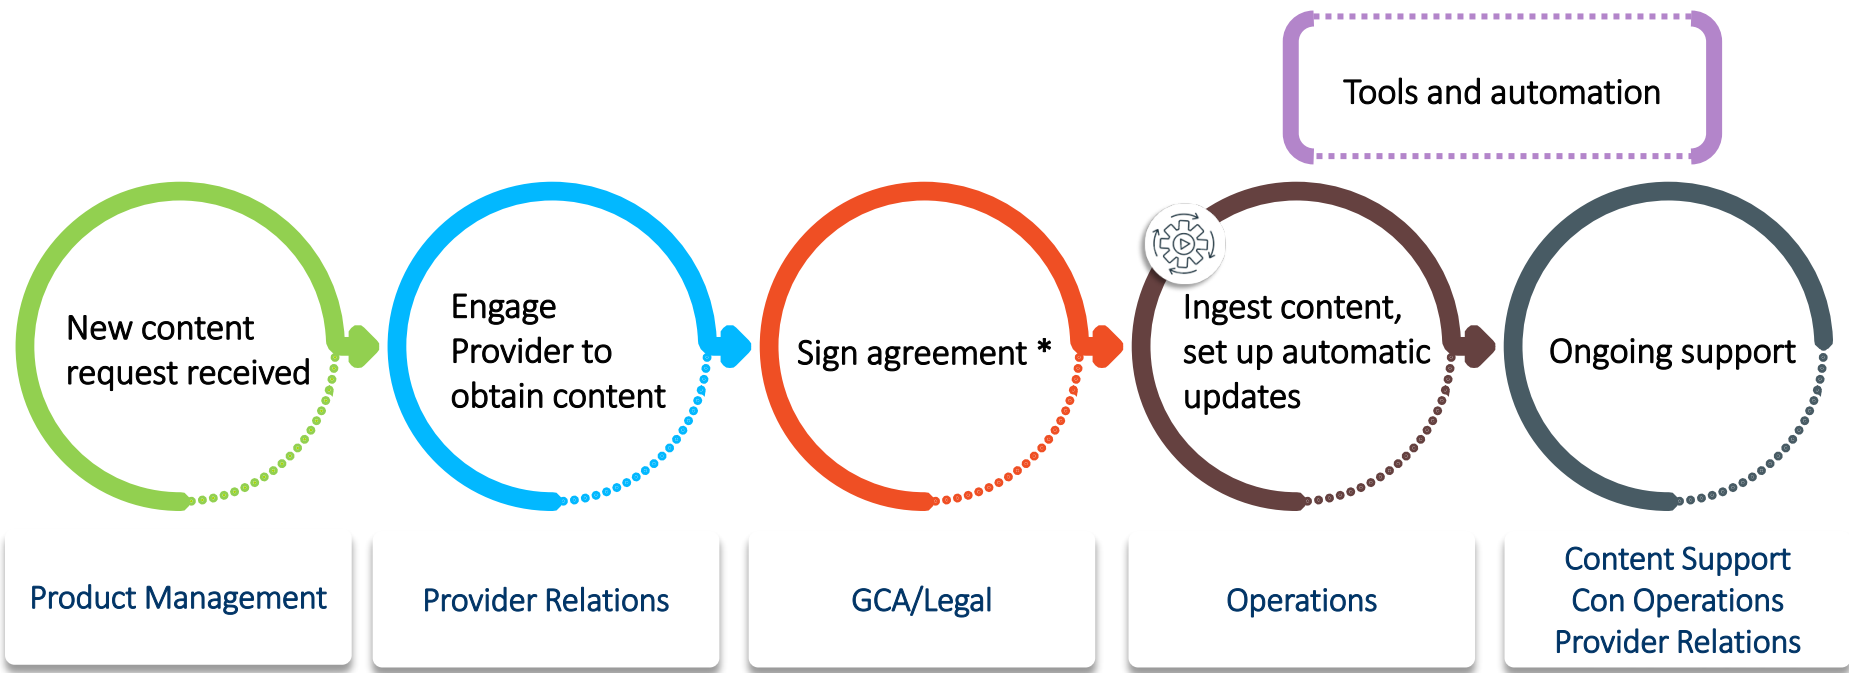 Tools and automation
New content
request received
Engage
Provider to
obtain content
Sign agreement *
Ingest content,
set up automatic
updates
Ongoing support
Product Management
Provider Relations
GCA/Legal
Operations
Content Support
Con Operations
Provider Relations